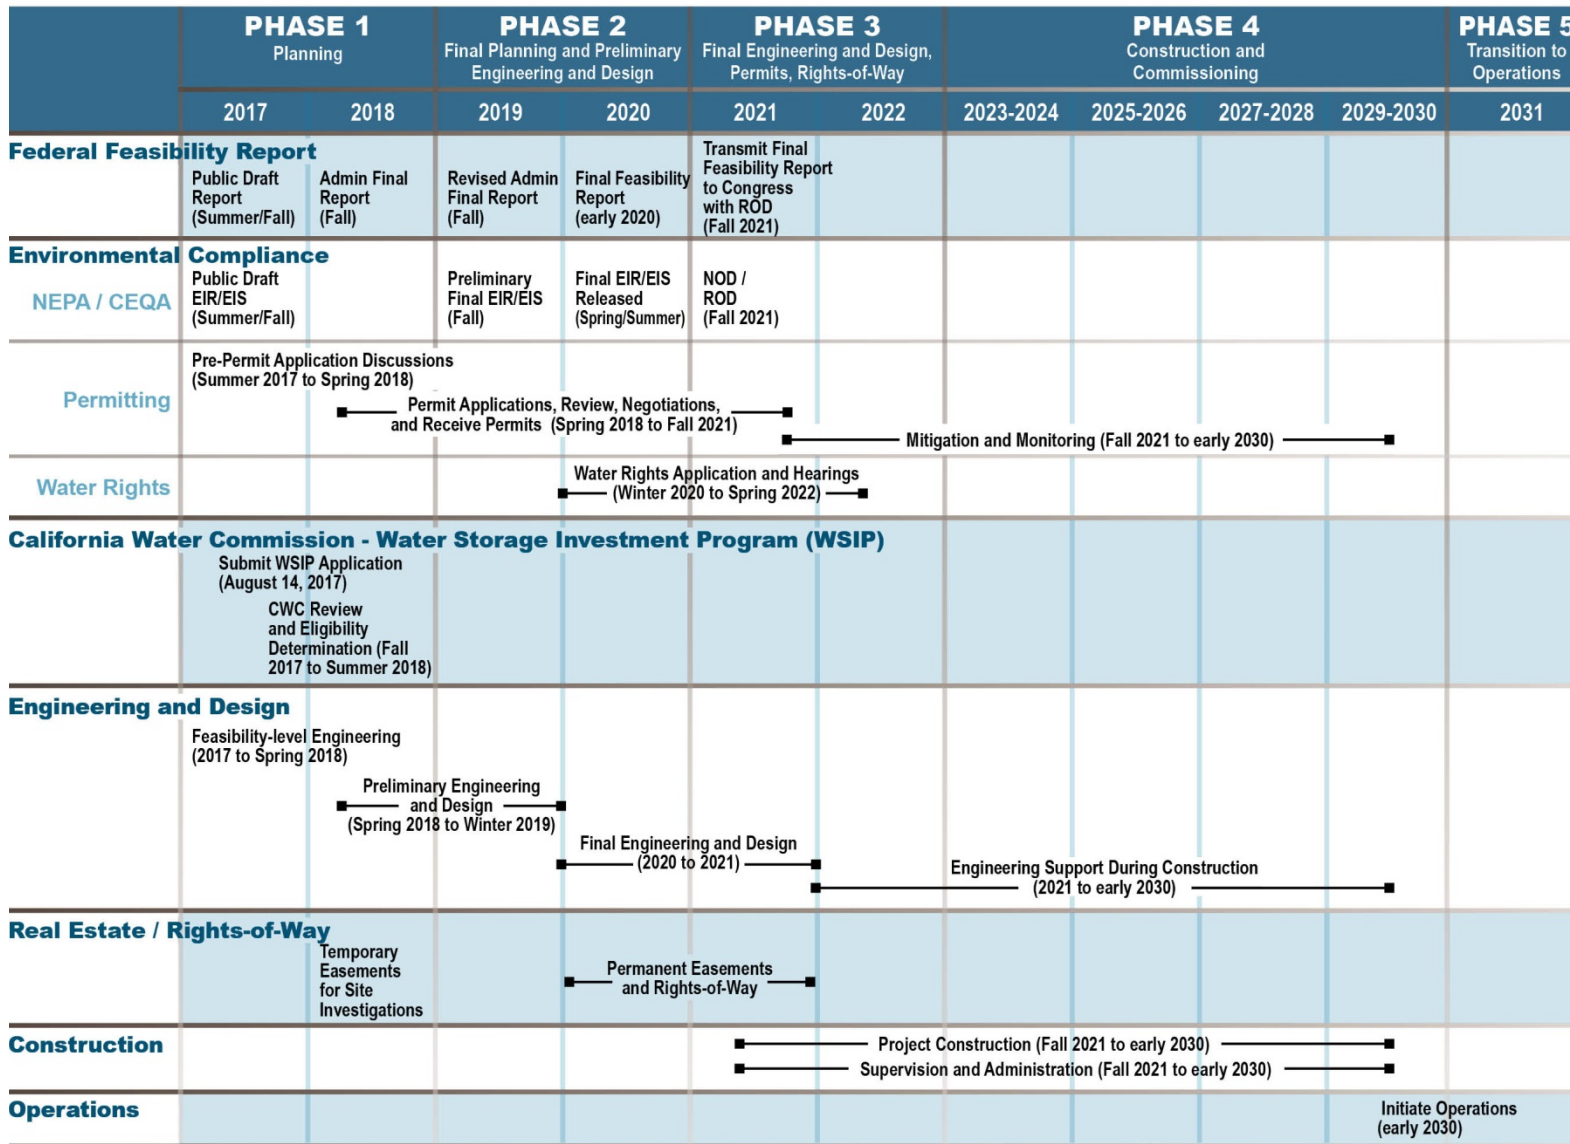 PHASE 1
Planning
PHASE 2
Final Planning and Preliminary
Engineering and Design
PHASE 3
Final Engineering and Design,
Permits, Rights-of-Way
PHASE 4
Construction and
Commissioning
PHASE 5
Transition to
Operations
2017
2018
2019
2020
2021
2022
2023-2024
2025-2026
2027-2028
2029-2030
2031
Federal Feasibility Report
Public Draft
Report
(Summer/Fall)
Admin Final
Report
(Fall)
Revised Admin
Final Report
(Fall)
Final Feasibility
Report
(early 2020)
Transmit Final
Feasibility Report
to Congress
with ROD
(Fall 2021)
Environmental Compliance
NEPA / CEQA
Public Draft
EIR/EIS
(Summer/Fall)
Preliminary
Final EIR/EIS
(Fall)
Final EIR/EIS
Released
(Spring/Summer)
NOD /
ROD
(Fall 2021)
Permitting
Pre-Permit Application Discussions
(Summer 2017 to Spring 2018)
Permit Applications, Review, Negotiations,
and Receive Permits (Spring 2018 to Fall 2021)
Mitigation and Monitoring (Fall 2021 to early 2030)
Water Rights
Water Rights Application and Hearings
(Winter 2020 to Spring 2022)
California Water Commission - Water Storage Investment Program (WSIP)
Submit WSIP Application
(August 14, 2017)
CWC Review
and Eligibility
Determination (Fall
2017 to Summer 2018)
Engineering and Design
Feasibility-level Engineering
(2017 to Spring 2018)
Preliminary Engineering
and Design
(Spring 2018 to Winter 2019)
Final Engineering and Design
(2020 to 2021)
Engineering Support During Construction
(2021 to early 2030)
Real Estate / Rights-of-Way
Temporary
Easements
for Site
Investigations
Permanent Easements
and Rights-of-Way
Construction
Project Construction (Fall 2021 to early 2030)
Supervision and Administration (Fall 2021 to early 2030)
Operations
Initiate Operations
(early 2030)